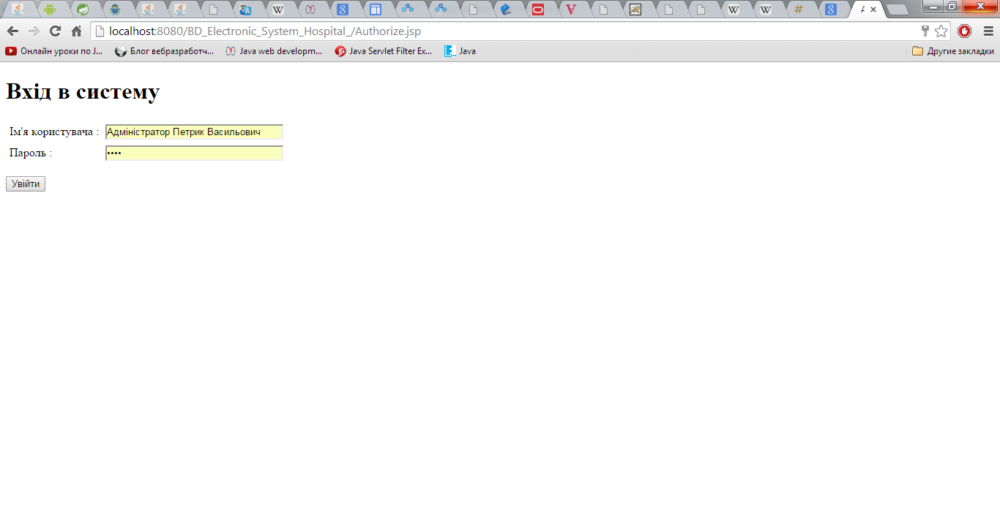 localhost:8080/BD_Electronic_System_Hospital_/Authorize.jsp
Онлайн уроки по J... Блог вебразработч... Java web developm... Java Servlet Filter Ex... Java Другие закладки
Вхід в систему
Ім'я користувача : Адміністратор Петрик Васильович
Пароль : ••••
Увійти